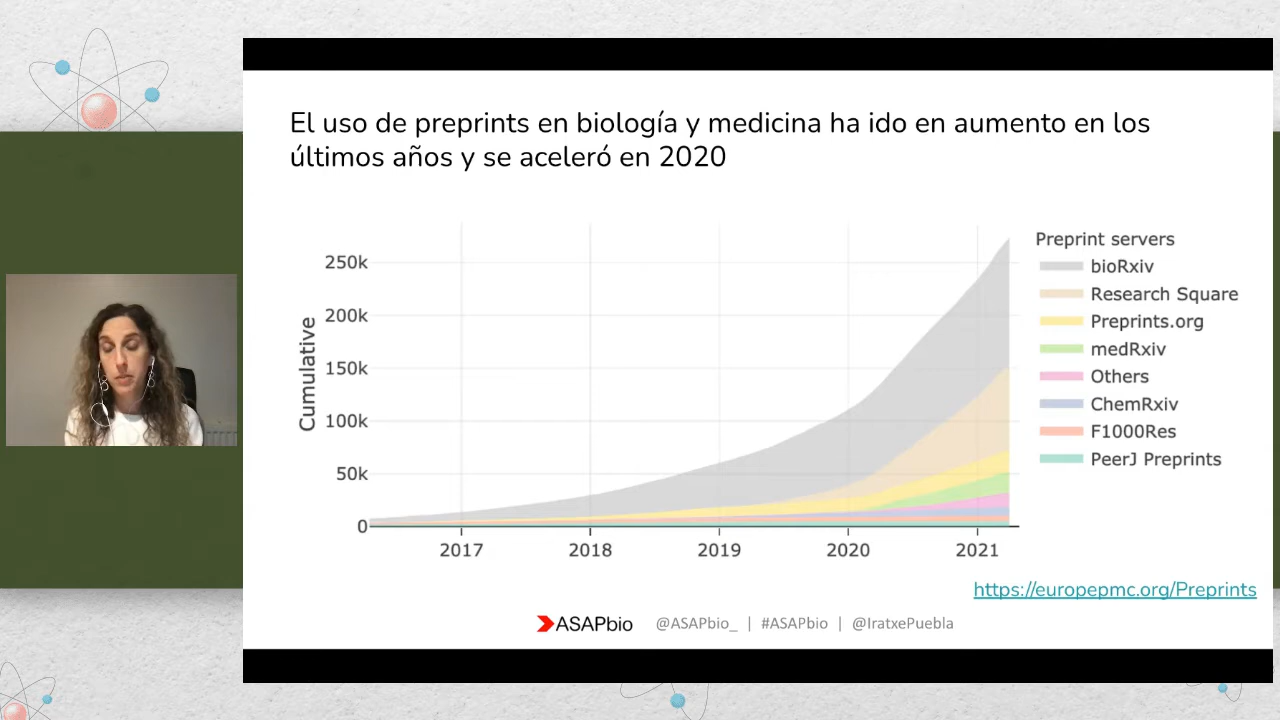 El uso de preprints en biología y medicina ha ido en aumento en los
últimos años y se aceleró en 2020
Cumulative
250k
200k
150k
100k
50k
0
2017
2018
2019
2020
2021
Preprint servers
bioRxiv
Research Square
Preprints.org
medRxiv
Others
ChemRxiv
F1000Res
PeerJ Preprints
https://europepmc.org/Preprints
ASAPbio @ASAPbio_ | #ASAPbio | @IratxePuebla